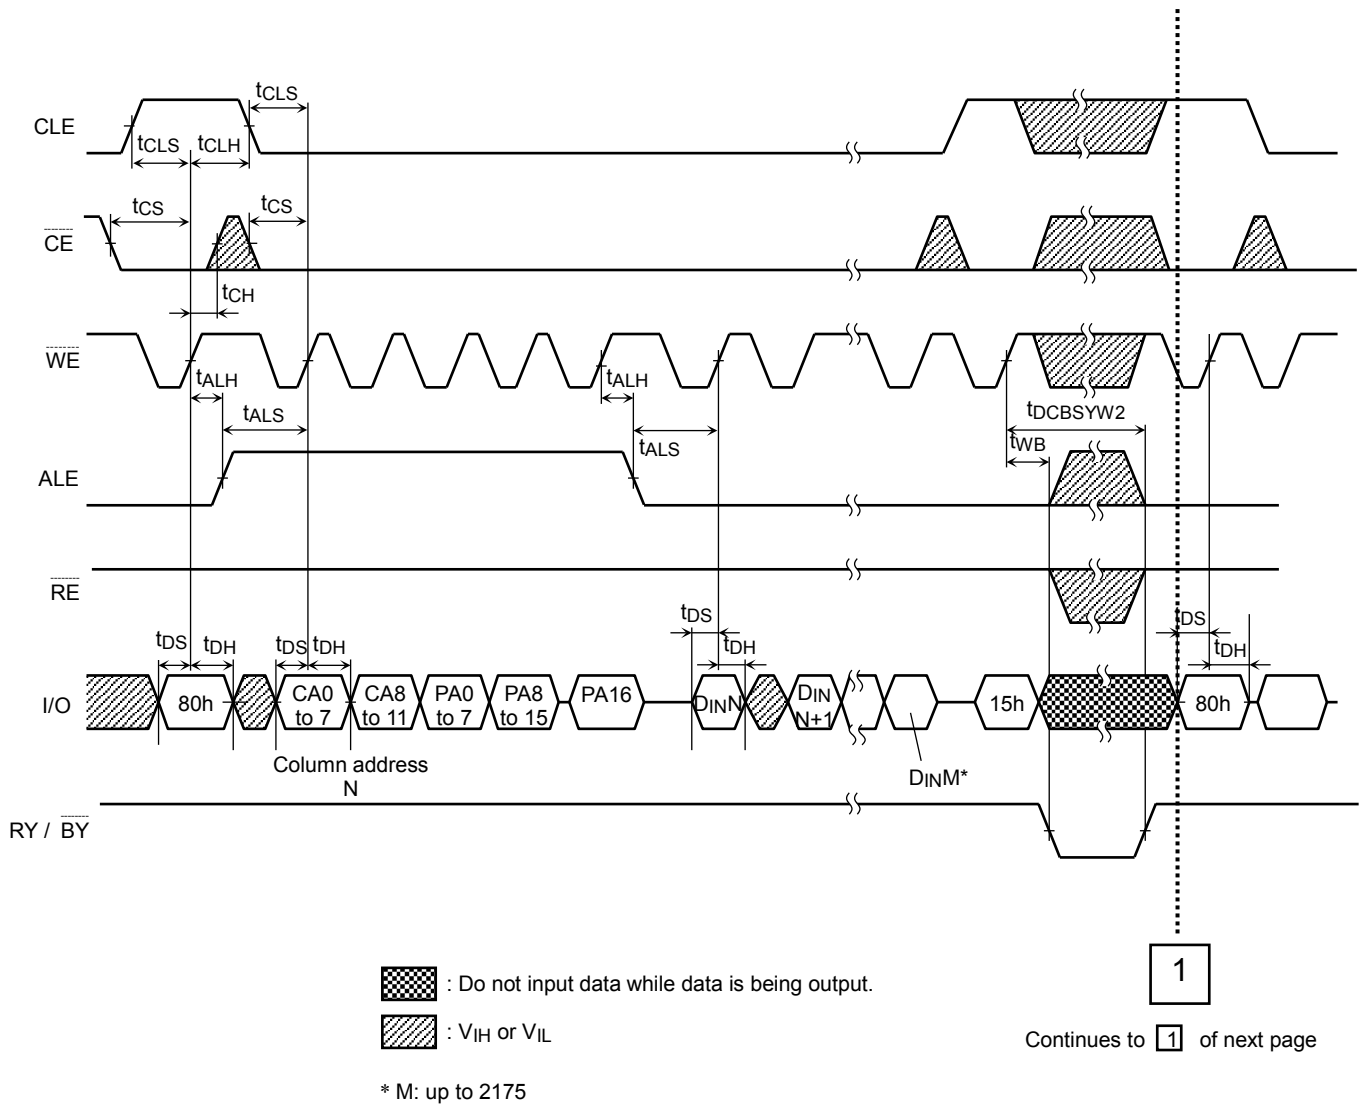 tCLS
CLE
tCLS tCLH
tCS tCS
CE
tCH
WE
tALH tALH
tALS tDCBSYW2
tALS tWB
ALE
RE
tDS tDS
tDS tDH tDS tDH tDH tDH
I/O
80h
CA0 to 7
CA8 to 11
PA0 to 7
PA8 to 15
PA16
DINN
DIN N+1
15h
80h
Column address
N
DINM*
RY / BY
1
: Do not input data while data is being output.
: VIH or VIL
Continues to 1 of next page
* M: up to 2175